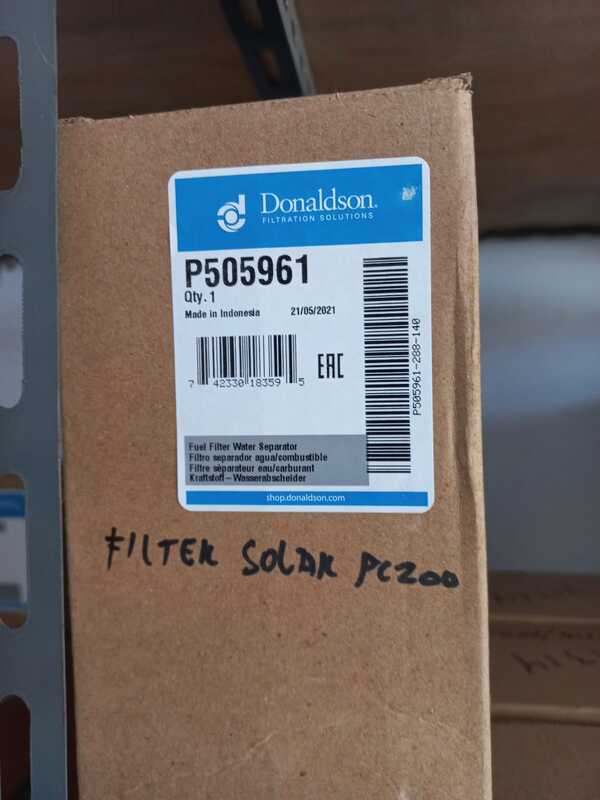 Donaldson.
FILTRATION SOLUTIONS
P505961
Qty. 1
Made in Indonesia 21/05/2021
7 42330 18359 5
EAC
P505961-288-140
Fuel Filter Water Separator
Filtro separador agua/combustible
Filtre sèparateur eau/carburant
Kraftstoff–Wasserabscheider
shop.donaldson.com
FILTER SOLAR PC200